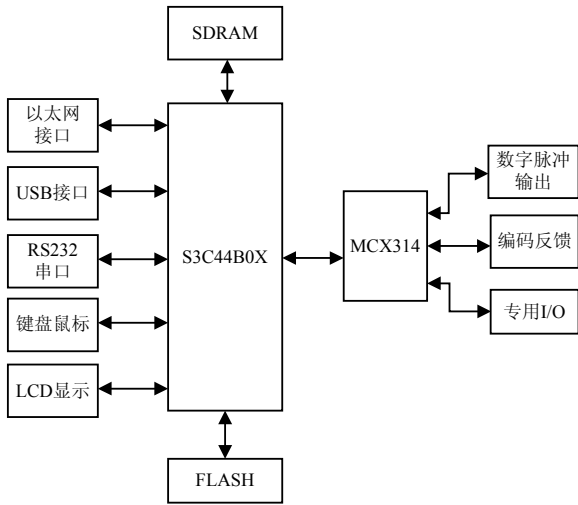 SDRAM
以太网
接口
USB接口
RS232
串口
键盘鼠标
LCD显示
S3C44B0X
FLASH
MCX314
数字脉冲
输出
编码反馈
专用I/O